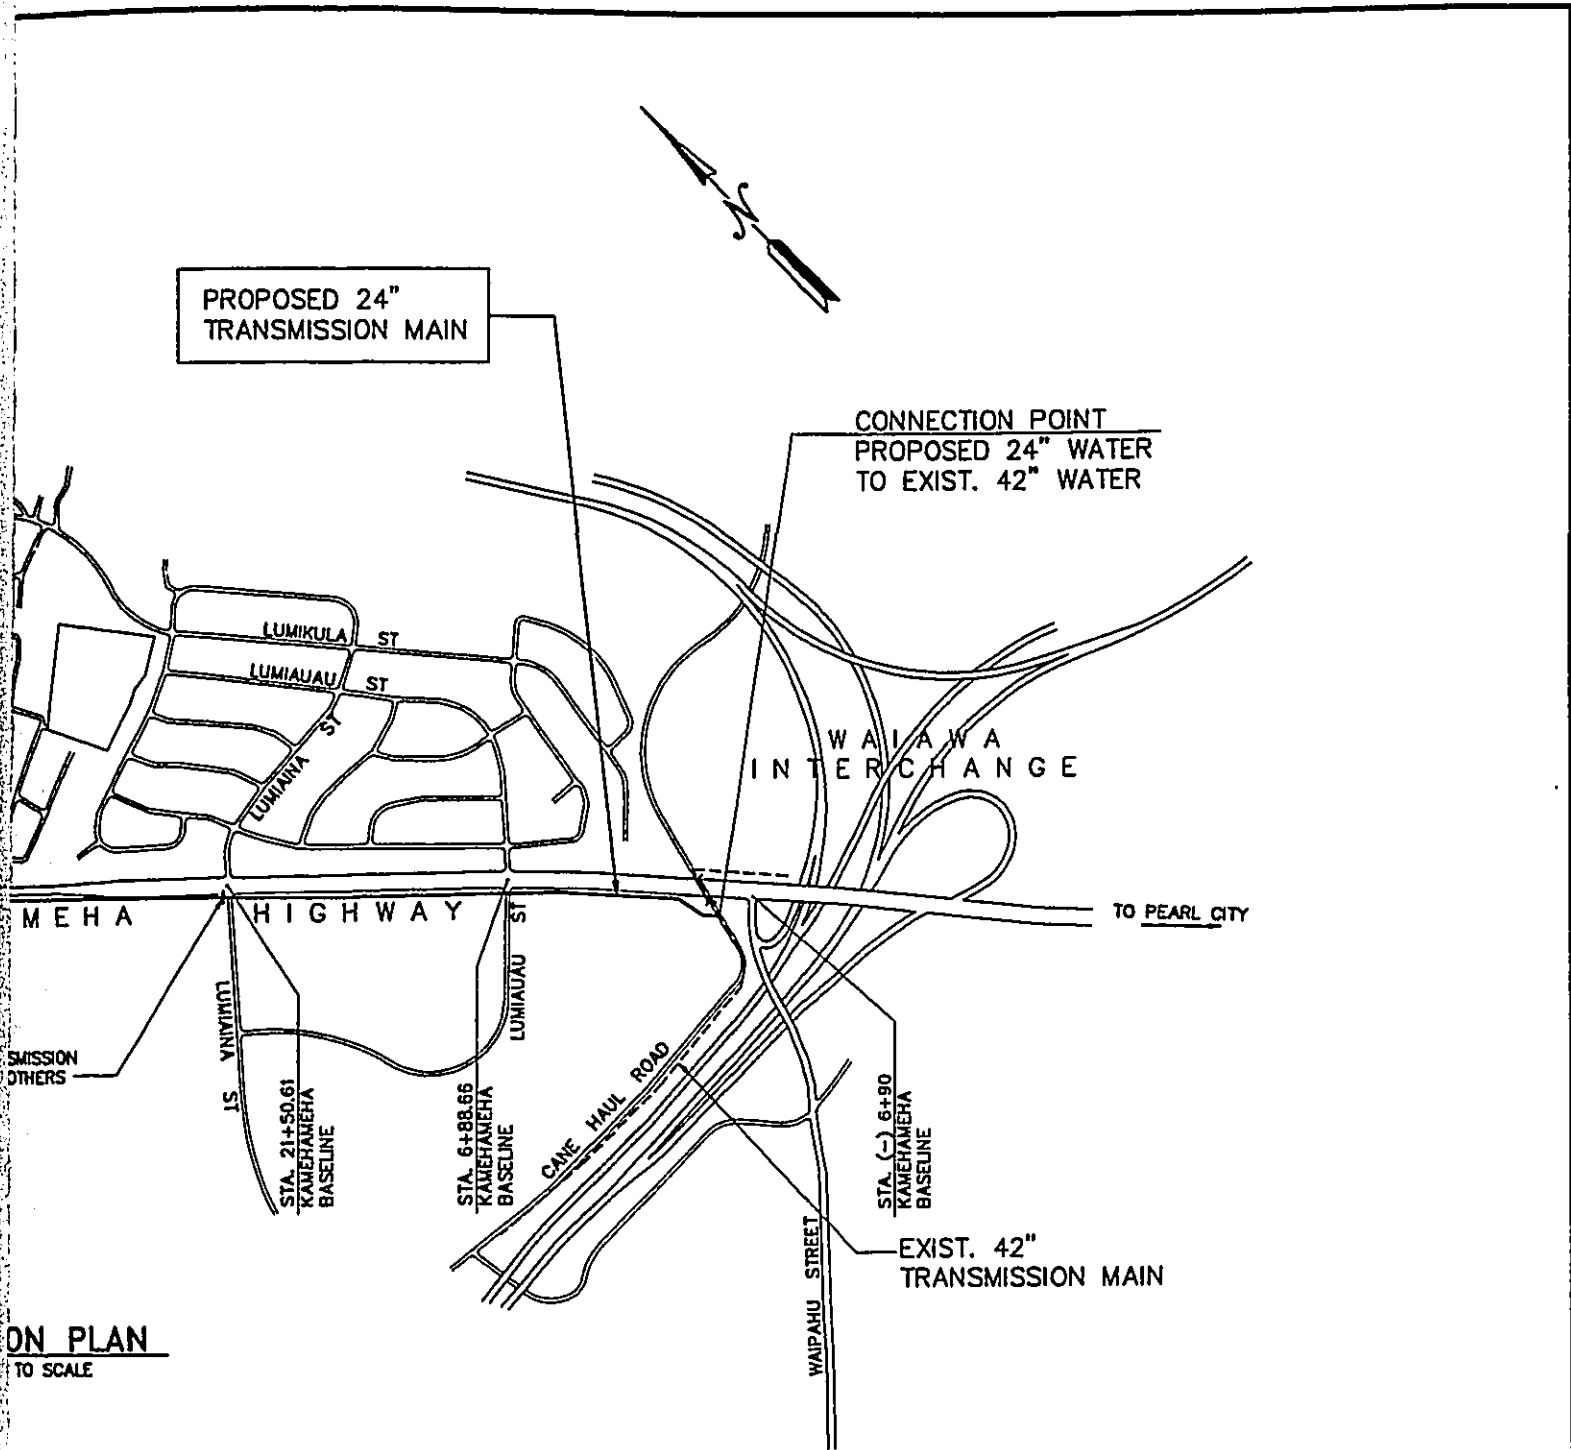 N
PROPOSED 24"
TRANSMISSION MAIN
CONNECTION POINT
PROPOSED 24" WATER
TO EXIST. 42" WATER
LUMIKULA ST
LUMIAUAU ST
LUMIAINA ST
WAIAWA
INTERCHANGE
MEHA HIGHWAY
TO PEARL CITY
LUMIAINA ST
LUMIAUAU ST
SMISSION
OTHERS
STA. 21+50.61
KAMEHAMEHA
BASELINE
STA. 6+88.66
KAMEHAMEHA
BASELINE
CANE HAUL ROAD
STA. (-) 6+90
KAMEHAMEHA
BASELINE
WAIPAHU STREET
EXIST. 42"
TRANSMISSION MAIN
ON PLAN
TO SCALE